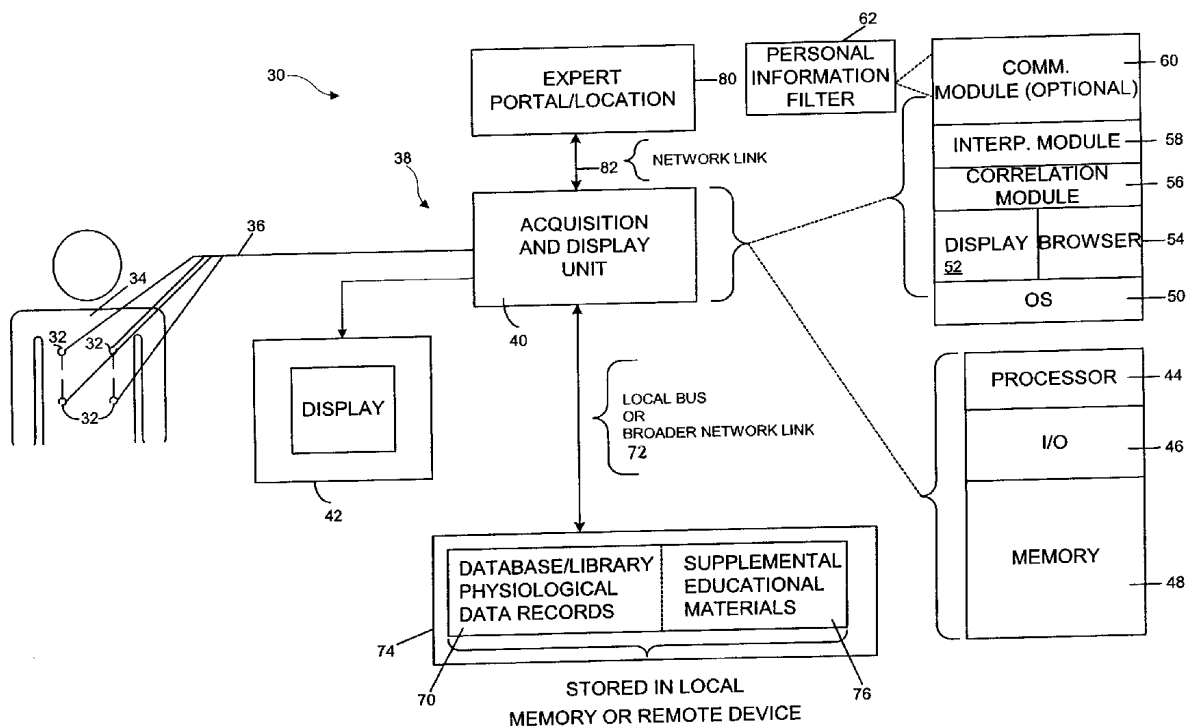 62
30
EXPERT
PORTAL/LOCATION
80
PERSONAL
INFORMATION
FILTER
COMM.
MODULE (OPTIONAL)
60
INTERP. MODULE
58
CORRELATION
MODULE
56
DISPLAY
52
BROWSER
54
OS
50
82
NETWORK LINK
38
ACQUISITION
AND DISPLAY
UNIT
40
36
34
32
32
32
DISPLAY
42
LOCAL BUS
OR
BROADER NETWORK LINK
72
PROCESSOR
44
I/O
46
MEMORY
48
DATABASE/LIBRARY
PHYSIOLOGICAL
DATA RECORDS
SUPPLEMENTAL
EDUCATIONAL
MATERIALS
74
70
76
STORED IN LOCAL
MEMORY OR REMOTE DEVICE